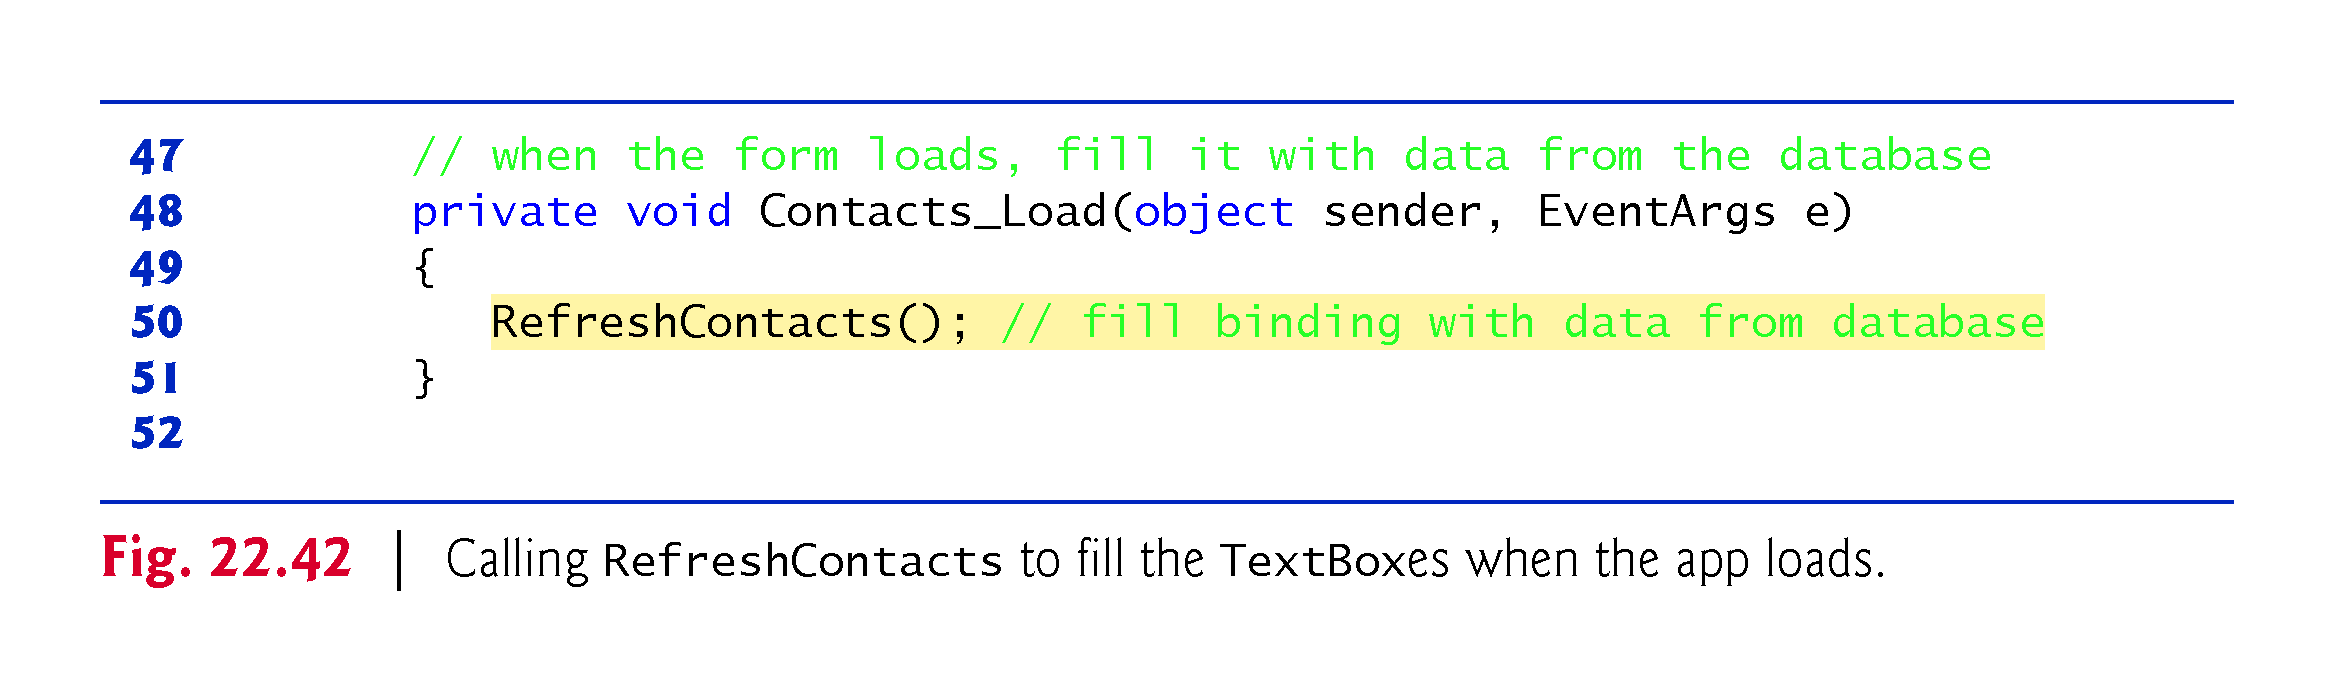 47 // when the form loads, fill it with data from the database
48 private void Contacts_Load(object sender, EventArgs e)
49 {
50 RefreshContacts(); // fill binding with data from database
51 }
52
Fig. 22.42 | Calling RefreshContacts to fill the TextBoxes when the app loads.